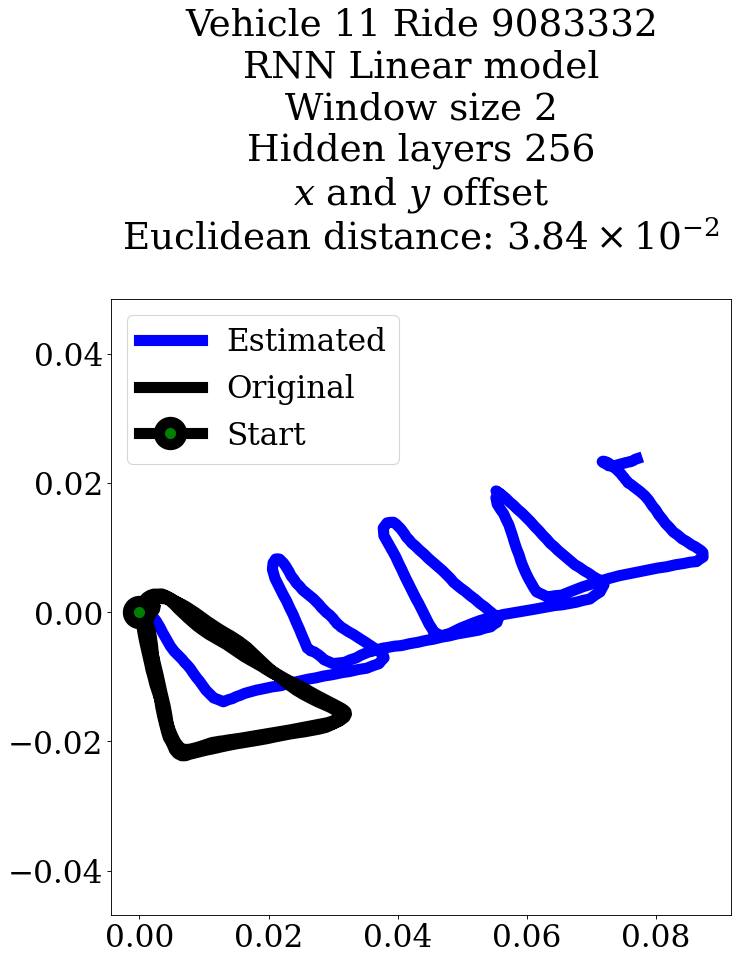 Vehicle 11 Ride 9083332
RNN Linear model
Window size 2
Hidden layers 256
x and y offset
Euclidean distance: 3.84 × 10⁻²
Estimated
Original
Start
0.04
0.02
0.00
−0.02
−0.04
0.00 0.02 0.04 0.06 0.08